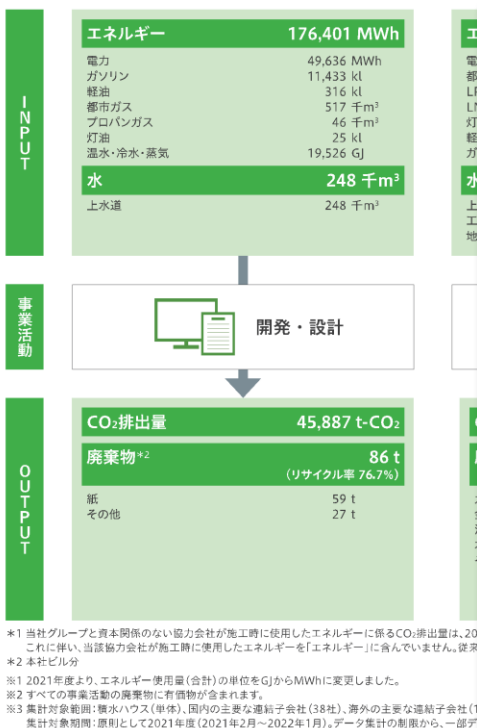 INPUT
エネルギー 176,401 MWh
電力 49,636 MWh
ガソリン 11,433 kl
軽油 316 kl
都市ガス 517 千m³
プロパンガス 46 千m³
灯油 25 kl
温水・冷水・蒸気 19,526 GJ
水 248 千m³
上水道 248 千m³
事業活動
開発・設計
OUTPUT
CO₂排出量 45,887 t-CO₂
廃棄物*2 86 t
(リサイクル率 76.7%)
紙 59 t
その他 27 t
*1 当社グループと資本関係のない協力会社が施工時に使用したエネルギーに係るCO₂排出量は、20
これに伴い、当該協力会社が施工時に使用したエネルギーを「エネルギー」に含んでいません。従来
*2 本社ビル分
※1 2021年度より、エネルギー使用量(合計)の単位をGJからMWhに変更しました。
※2 すべての事業活動の廃棄物に有価物が含まれます。
※3 集計対象範囲:積水ハウス(単体)、国内の主要な連結子会社(38社)、海外の主要な連結子会社(1
集計対象期間:原則として2021年度(2021年2月~2022年1月)。データ集計の制限から、一部デ